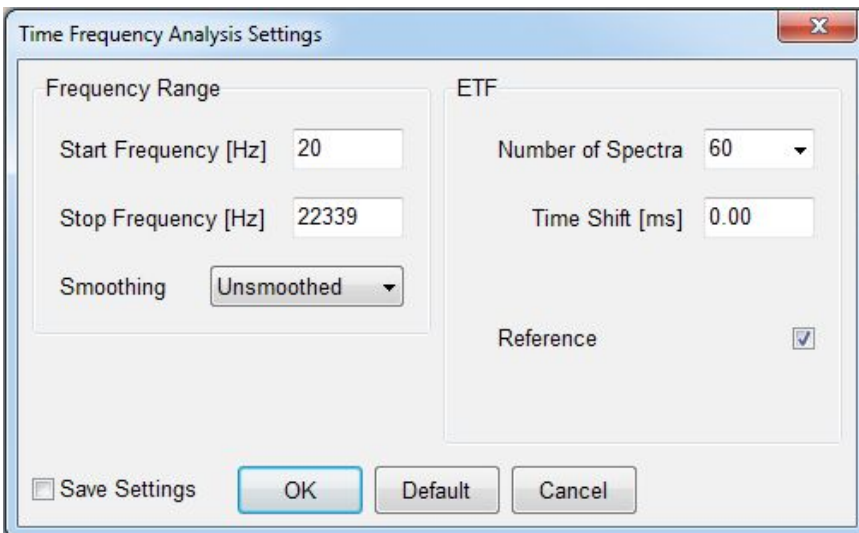 Time Frequency Analysis Settings
Frequency Range
Start Frequency [Hz] 20
Stop Frequency [Hz] 22339
Smoothing Unsmoothed
ETF
Number of Spectra 60
Time Shift [ms] 0.00
Reference
Save Settings OK Default Cancel